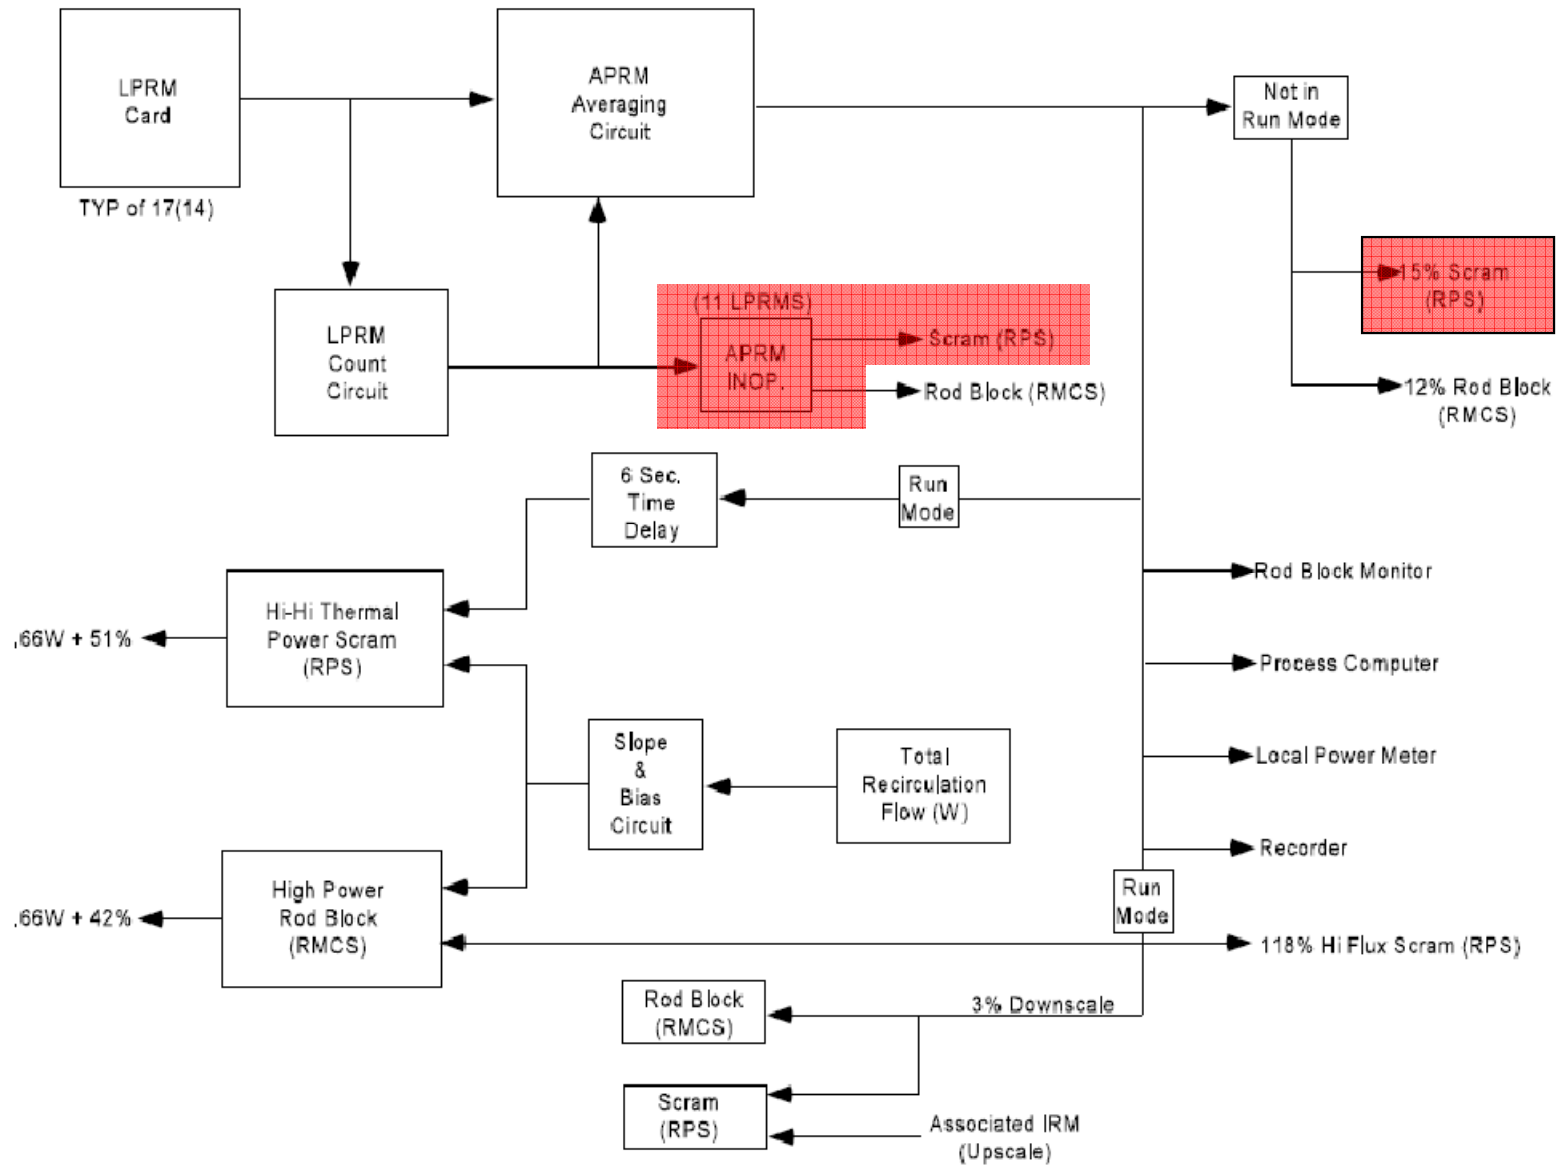 LPRM
Card
TYP of 17(14)
APRM
Averaging
Circuit
Not in
Run Mode
15% Scram
(RPS)
12% Rod Block
(RMCS)
LPRM
Count
Circuit
(11 LPRMS)
APRM
INOP.
Scram (RPS)
Rod Block (RMCS)
6 Sec.
Time
Delay
Run
Mode
Hi-Hi Thermal
Power Scram
(RPS)
.66W + 51%
Rod Block Monitor
Process Computer
Slope
&
Bias
Circuit
Total
Recirculation
Flow (W)
Local Power Meter
Recorder
High Power
Rod Block
(RMCS)
.66W + 42%
Run
Mode
118% Hi Flux Scram (RPS)
Rod Block
(RMCS)
3% Downscale
Scram
(RPS)
Associated IRM
(Upscale)